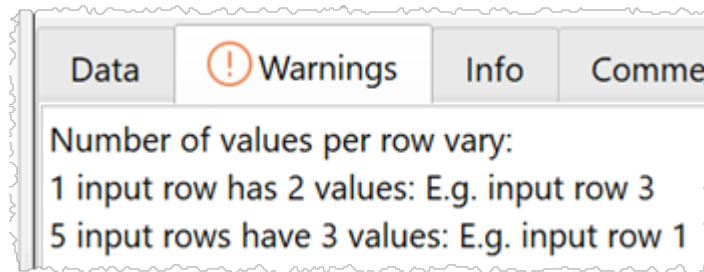 Data
! Warnings
Info
Comme
Number of values per row vary:
1 input row has 2 values: E.g. input row 3
5 input rows have 3 values: E.g. input row 1